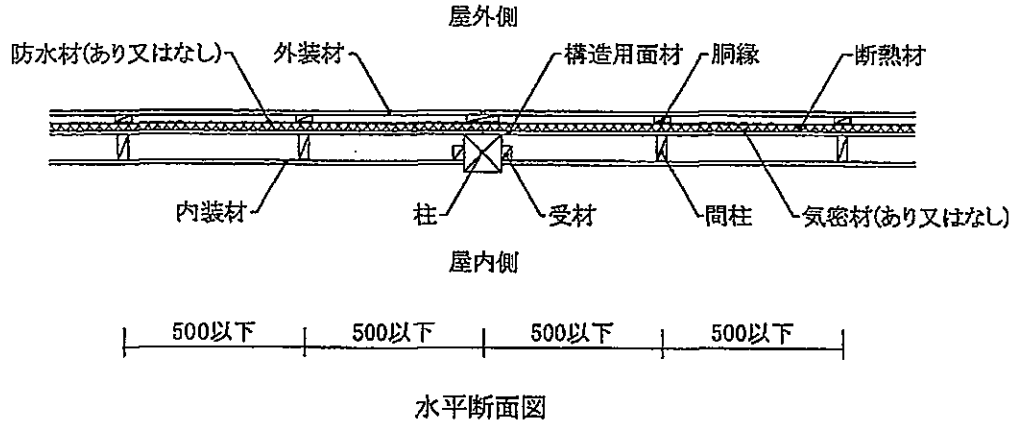 屋外側
防水材(あり又はなし)
外装材
構造用面材
胴縁
断熱材
内装材
柱
受材
間柱
気密材(あり又はなし)
屋内側
500以下
500以下
500以下
500以下
水平断面図